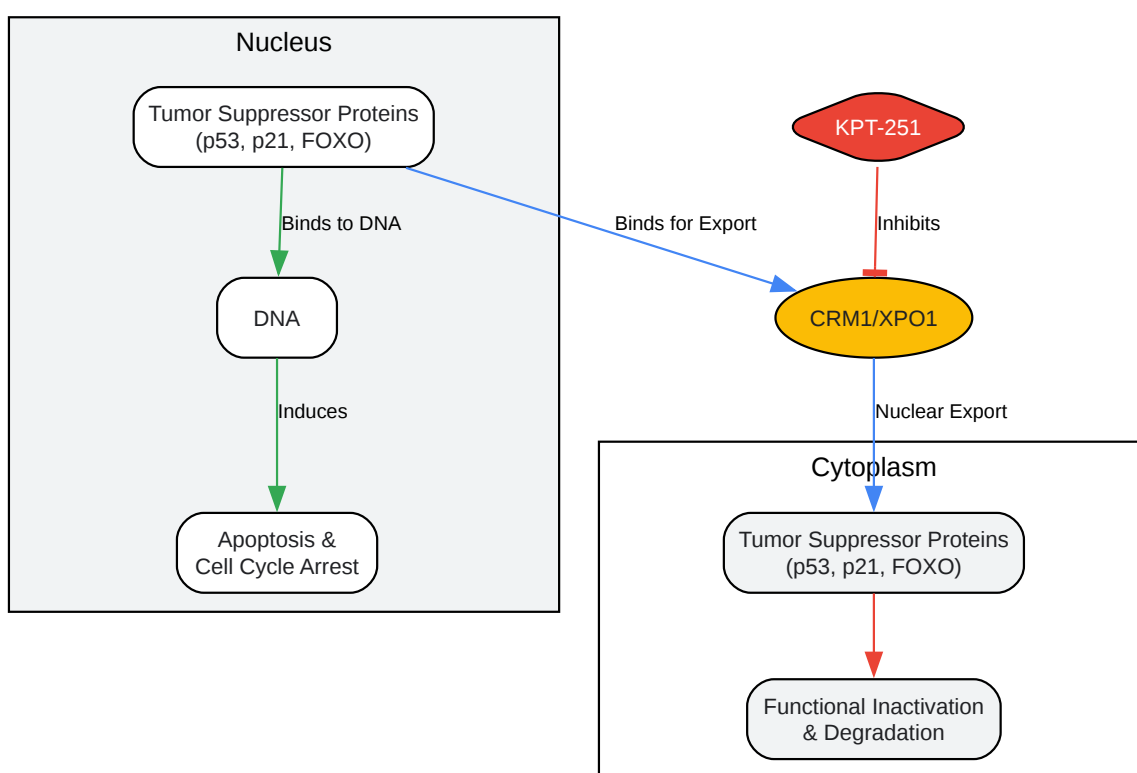 Nucleus
Tumor Suppressor Proteins
(p53, p21, FOXO)
KPT-251
Binds to DNA
Binds for Export
Inhibits
DNA
CRM1/XPO1
Induces
Nuclear Export
Cytoplasm
Apoptosis &
Cell Cycle Arrest
Tumor Suppressor Proteins
(p53, p21, FOXO)
Functional Inactivation
& Degradation